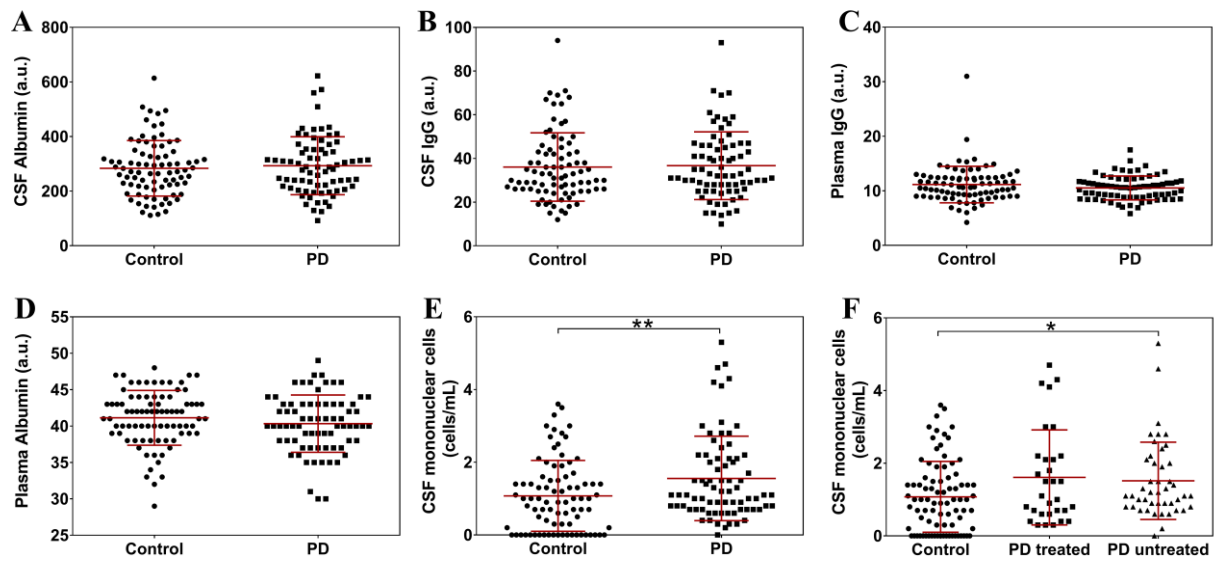 A
CSF Albumin (a.u.)
800
600
400
200
0
Control
PD
B
CSF IgG (a.u.)
100
80
60
40
20
0
Control
PD
C
Plasma IgG (a.u.)
40
30
20
10
0
Control
PD
D
Plasma Albumin (a.u.)
55
50
45
40
35
30
25
Control
PD
E
CSF mononuclear cells
(cells/mL)
6
4
2
0
**
Control
PD
F
CSF mononuclear cells
(cells/mL)
6
4
2
0
*
Control
PD treated
PD untreated